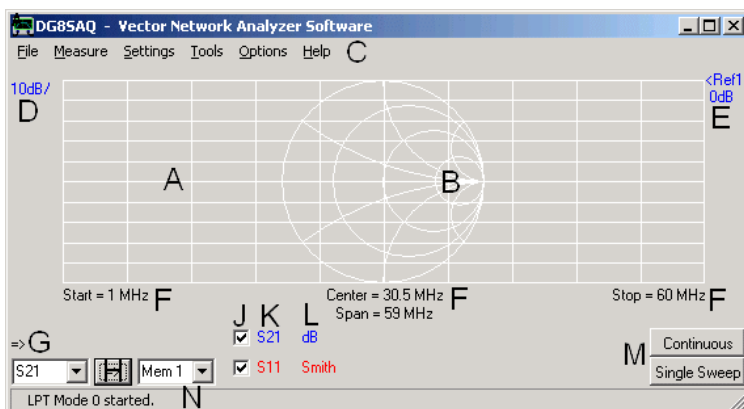 DG8SAQ - Vector Network Analyzer Software
File Measure Settings Tools Options Help C
10dB/ <Ref1
0dB
D E
A B
Start = 1 MHz F Center = 30.5 MHz F Stop = 60 MHz F
Span = 59 MHz
J K L
=> G S21 dB M Continuous
S21 H Mem 1 S11 Smith Single Sweep
LPT Mode 0 started. N